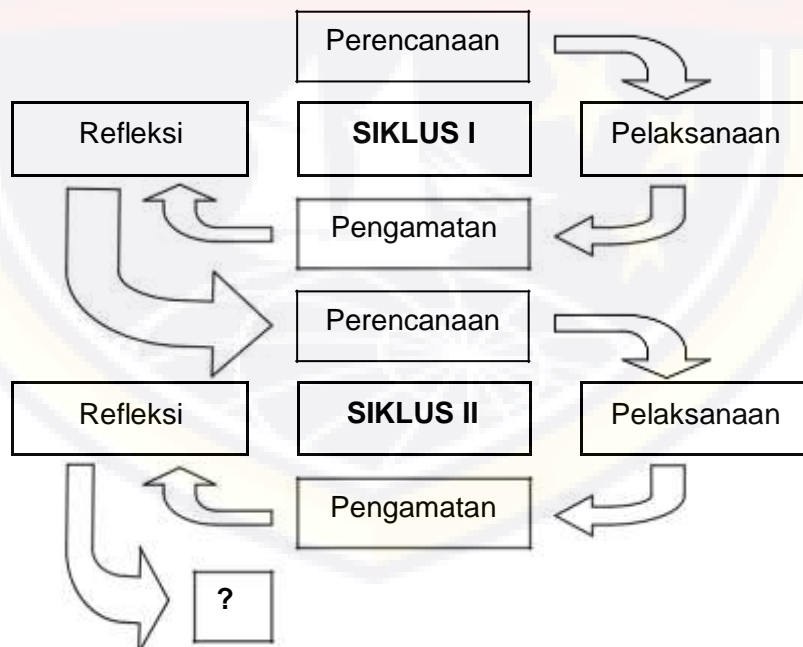 Perencanaan
Refleksi
SIKLUS I
Pelaksanaan
Pengamatan
Perencanaan
Refleksi
SIKLUS II
Pelaksanaan
Pengamatan
?